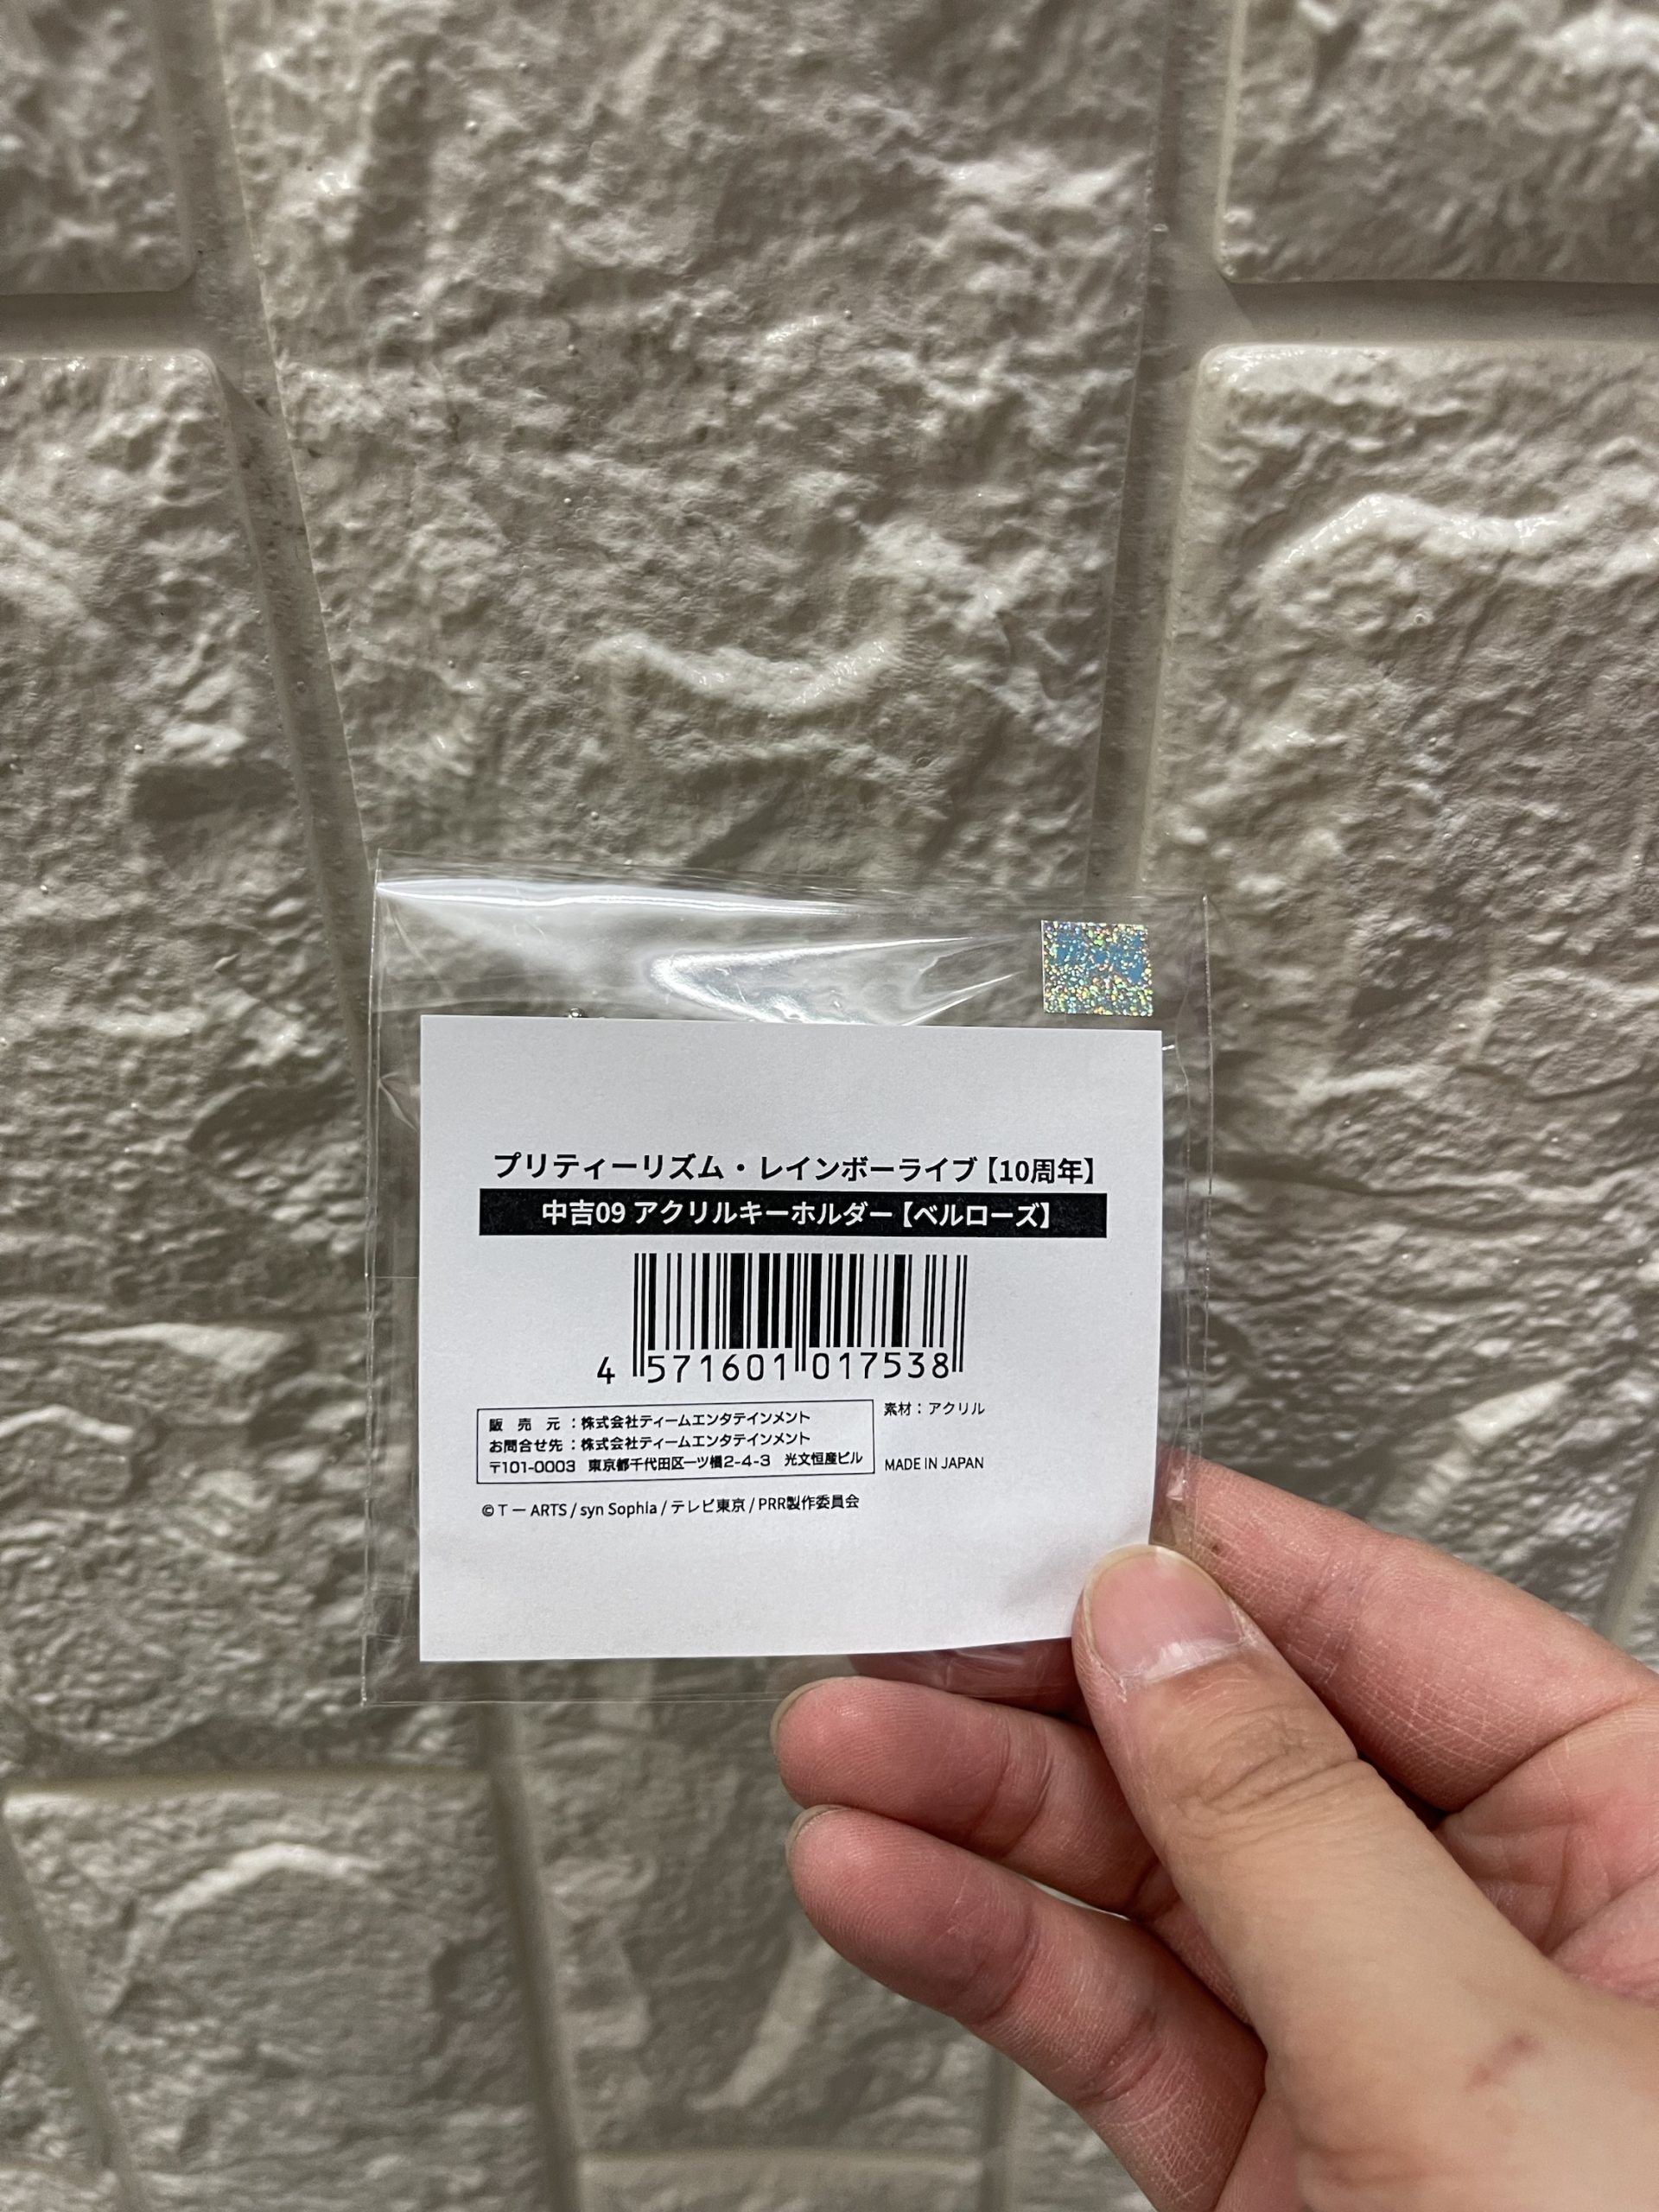 プリティーリズム・レインボーライブ【10周年】
中吉09 アクリルキーホルダー【ベルローズ】
4 571601 017538
販売元：株式会社ティームエンタテインメント
お問合せ先：株式会社ティームエンタテインメント
〒101-0003 東京都千代田区一ツ橋2-4-3 光文恒産ビル
素材：アクリル
MADE IN JAPAN
© T － ARTS / syn Sophia / テレビ東京 / PRR製作委員会